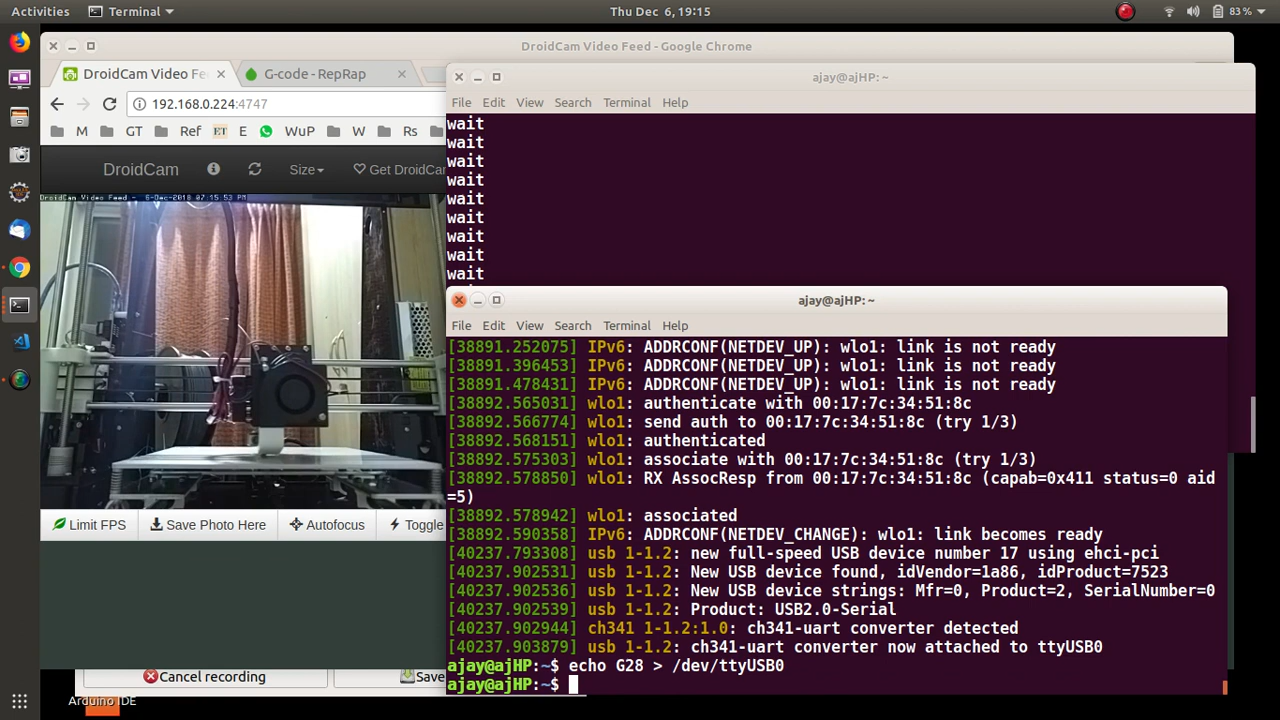 Activities Terminal Thu Dec 6, 19:15 83%
DroidCam Video Feed - Google Chrome
DroidCam Video Fe G-code - RepRap
192.168.0.224:4747
M GT Ref ET E WuP W Rs
DroidCam Size Get DroidCam
DroidCam Video Feed - 6-Dec-2018 07:15:53 PM
Limit FPS Save Photo Here Autofocus Toggle
Cancel recording Save
Arduino IDE
ajay@ajHP: ~
File Edit View Search Terminal Help
wait
wait
wait
wait
wait
wait
wait
wait
wait
ajay@ajHP: ~
File Edit View Search Terminal Help
[38891.252075] IPv6: ADDRCONF(NETDEV_UP): wlo1: link is not ready
[38891.396453] IPv6: ADDRCONF(NETDEV_UP): wlo1: link is not ready
[38891.478431] IPv6: ADDRCONF(NETDEV_UP): wlo1: link is not ready
[38892.565031] wlo1: authenticate with 00:17:7c:34:51:8c
[38892.566774] wlo1: send auth to 00:17:7c:34:51:8c (try 1/3)
[38892.568151] wlo1: authenticated
[38892.575303] wlo1: associate with 00:17:7c:34:51:8c (try 1/3)
[38892.578850] wlo1: RX AssocResp from 00:17:7c:34:51:8c (capab=0x411 status=0 aid
=5)
[38892.578942] wlo1: associated
[38892.590358] IPv6: ADDRCONF(NETDEV_CHANGE): wlo1: link becomes ready
[40237.793308] usb 1-1.2: new full-speed USB device number 17 using ehci-pci
[40237.902531] usb 1-1.2: New USB device found, idVendor=1a86, idProduct=7523
[40237.902536] usb 1-1.2: New USB device strings: Mfr=0, Product=2, SerialNumber=0
[40237.902539] usb 1-1.2: Product: USB2.0-Serial
[40237.902944] ch341 1-1.2:1.0: ch341-uart converter detected
[40237.903879] usb 1-1.2: ch341-uart converter now attached to ttyUSB0
ajay@ajHP:~$ echo G28 > /dev/ttyUSB0
ajay@ajHP:~$